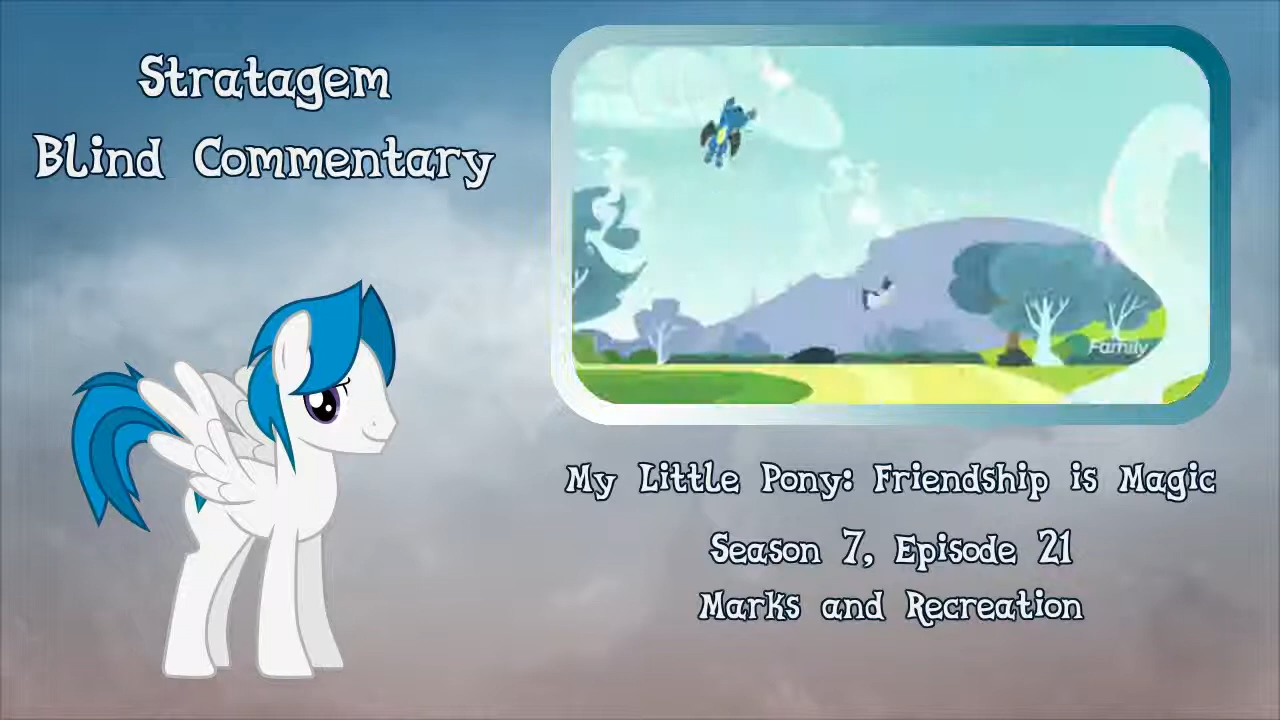 Stratagem
Blind Commentary
Family
My Little Pony: Friendship is Magic
Season 7, Episode 21
Marks and Recreation